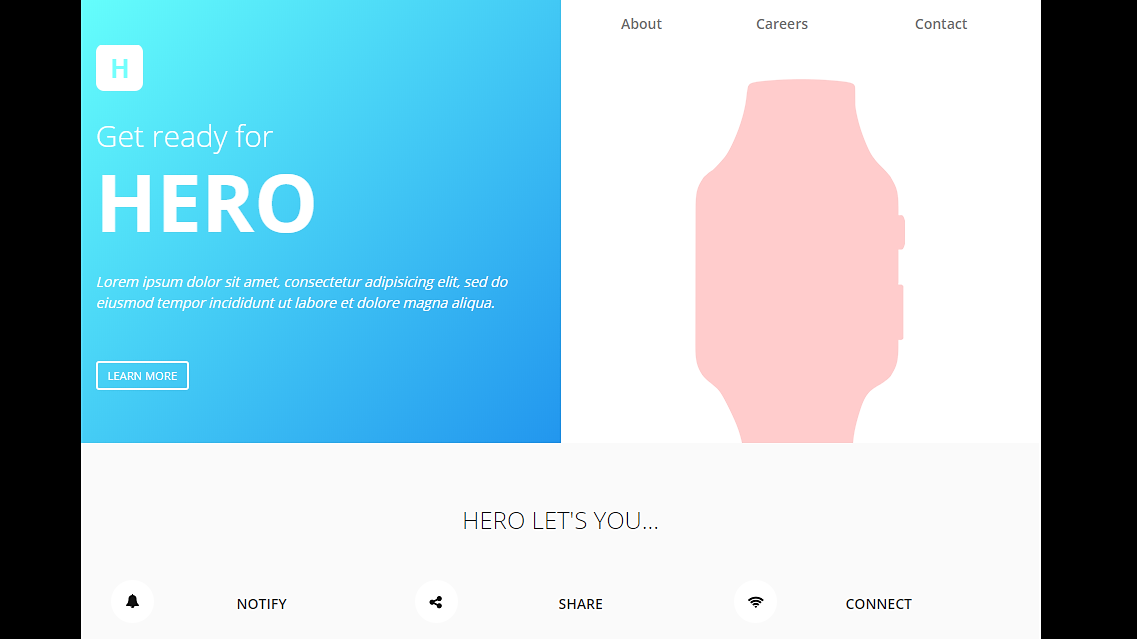 About Careers Contact
H
Get ready for
HERO
Lorem ipsum dolor sit amet, consectetur adipisicing elit, sed do
eiusmod tempor incididunt ut labore et dolore magna aliqua.
LEARN MORE
HERO LET'S YOU...
NOTIFY SHARE CONNECT